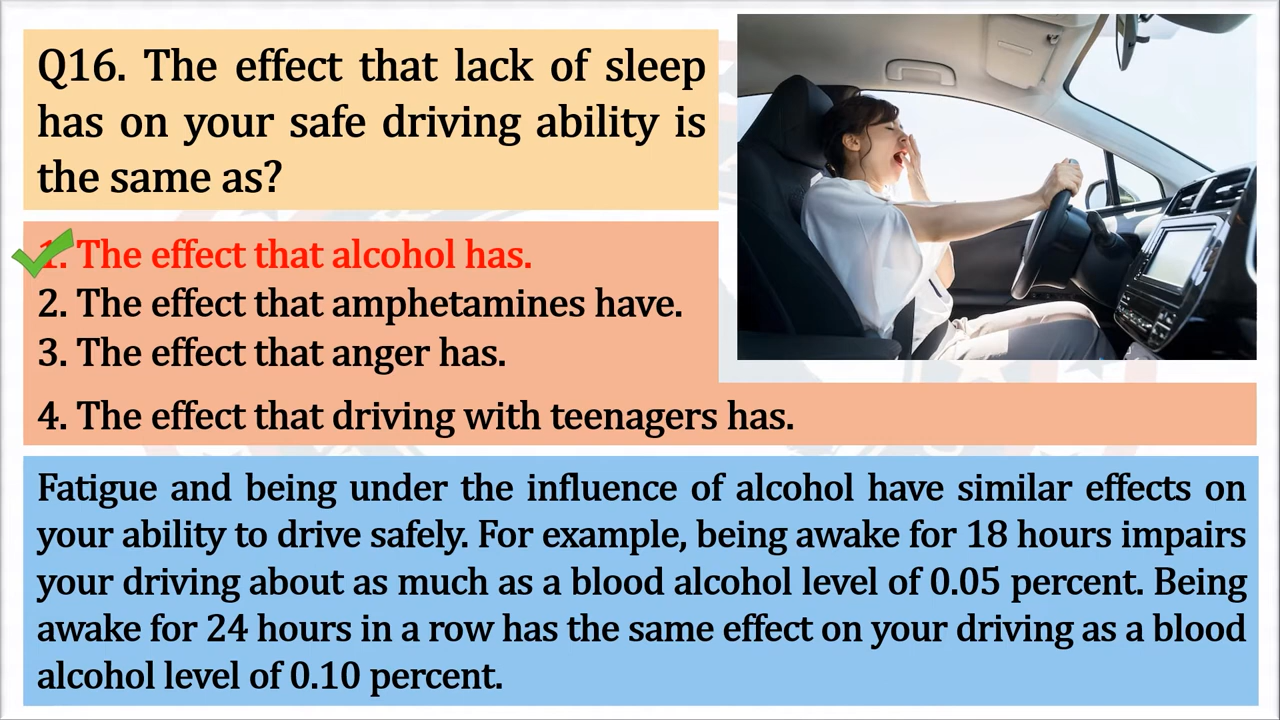 Q16. The effect that lack of sleep
has on your safe driving ability is
the same as?
1. The effect that alcohol has.
2. The effect that amphetamines have.
3. The effect that anger has.
4. The effect that driving with teenagers has.
Fatigue and being under the influence of alcohol have similar effects on
your ability to drive safely. For example, being awake for 18 hours impairs
your driving about as much as a blood alcohol level of 0.05 percent. Being
awake for 24 hours in a row has the same effect on your driving as a blood
alcohol level of 0.10 percent.